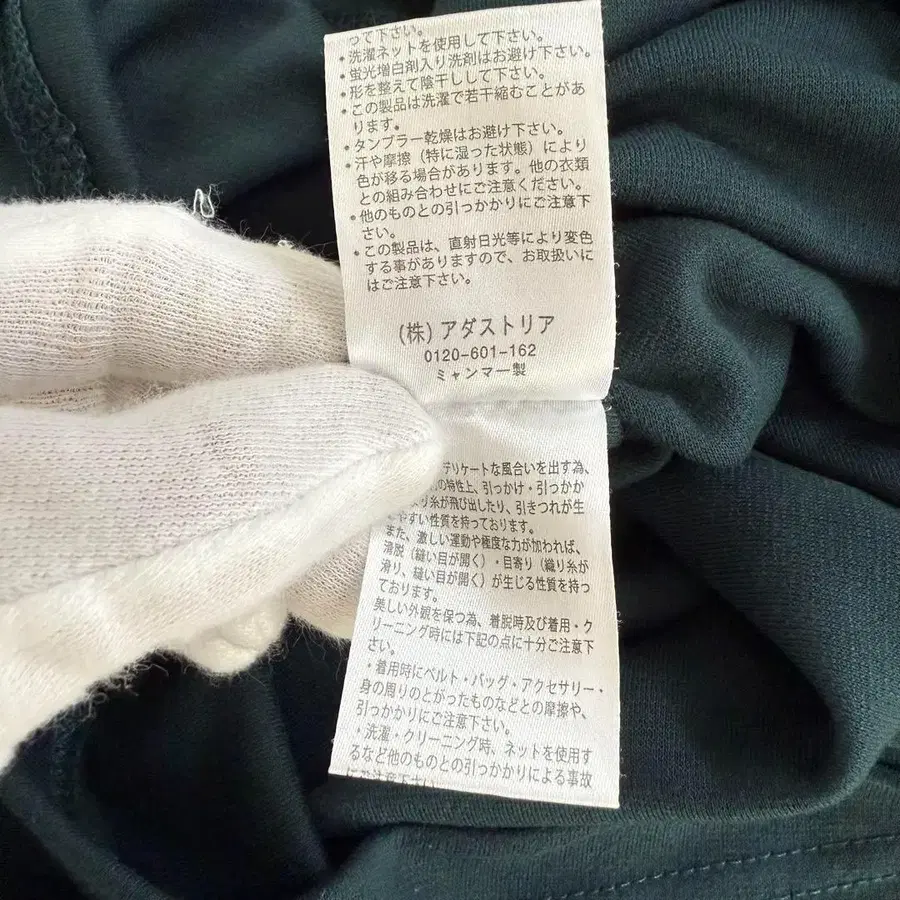 って下さい。
・洗濯ネットを使用して下さい。
・蛍光増白剤入り洗剤はお避け下さい。
・形を整えて陰干しして下さい。
・この製品は洗濯で若干縮むことがあ
ります。
・タンブラー乾燥はお避け下さい。
・汗や摩擦（特に湿った状態）により
色が移る場合があります。他の衣類
との組み合わせにご注意ください。
・他のものとの引っかかりにご注意下
さい。
・この製品は、直射日光等により変色
する事がありますので、お取扱いに
はご注意下さい。
(株) アダストリア
0120-601-162
ミャンマー製
デリケートな風合いを出す為、
の特性上、引っかけ・引っかか
り糸が飛び出したり、引きつれが生
やすい性質を持っております。
また、激しい運動や極度な力が加われば、
滑脱（縫い目が開く）・目寄り（織り糸が
滑り、縫い目が開く）が生じる性質を持っ
ております。
美しい外観を保つ為、着脱時及び着用・ク
リーニング時には下記の点に十分ご注意下
さい。
・着用時にベルト・バッグ・アクセサリー・
身の周りのとがったものなどとの摩擦や、
引っかかりにご注意下さい。
・洗濯・クリーニング時、ネットを使用す
るなど他のものとの引っかかりによる事故